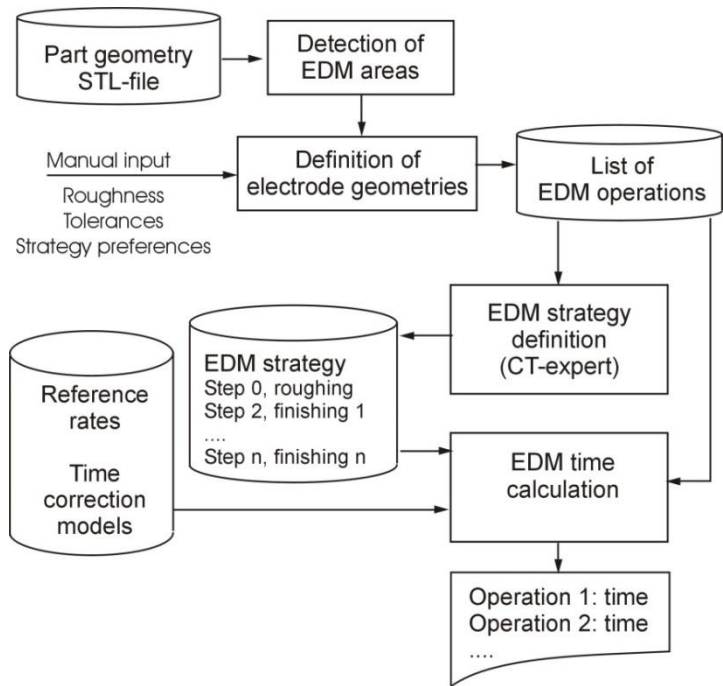 Part geometry
STL-file
Detection of
EDM areas
Manual input
Roughness
Tolerances
Strategy preferences
Definition of
electrode geometries
List of
EDM operations
EDM strategy
definition
(CT-expert)
EDM strategy
Step 0, roughing
Step 2, finishing 1
....
Step n, finishing n
Reference
rates
Time
correction
models
EDM time
calculation
Operation 1: time
Operation 2: time
....